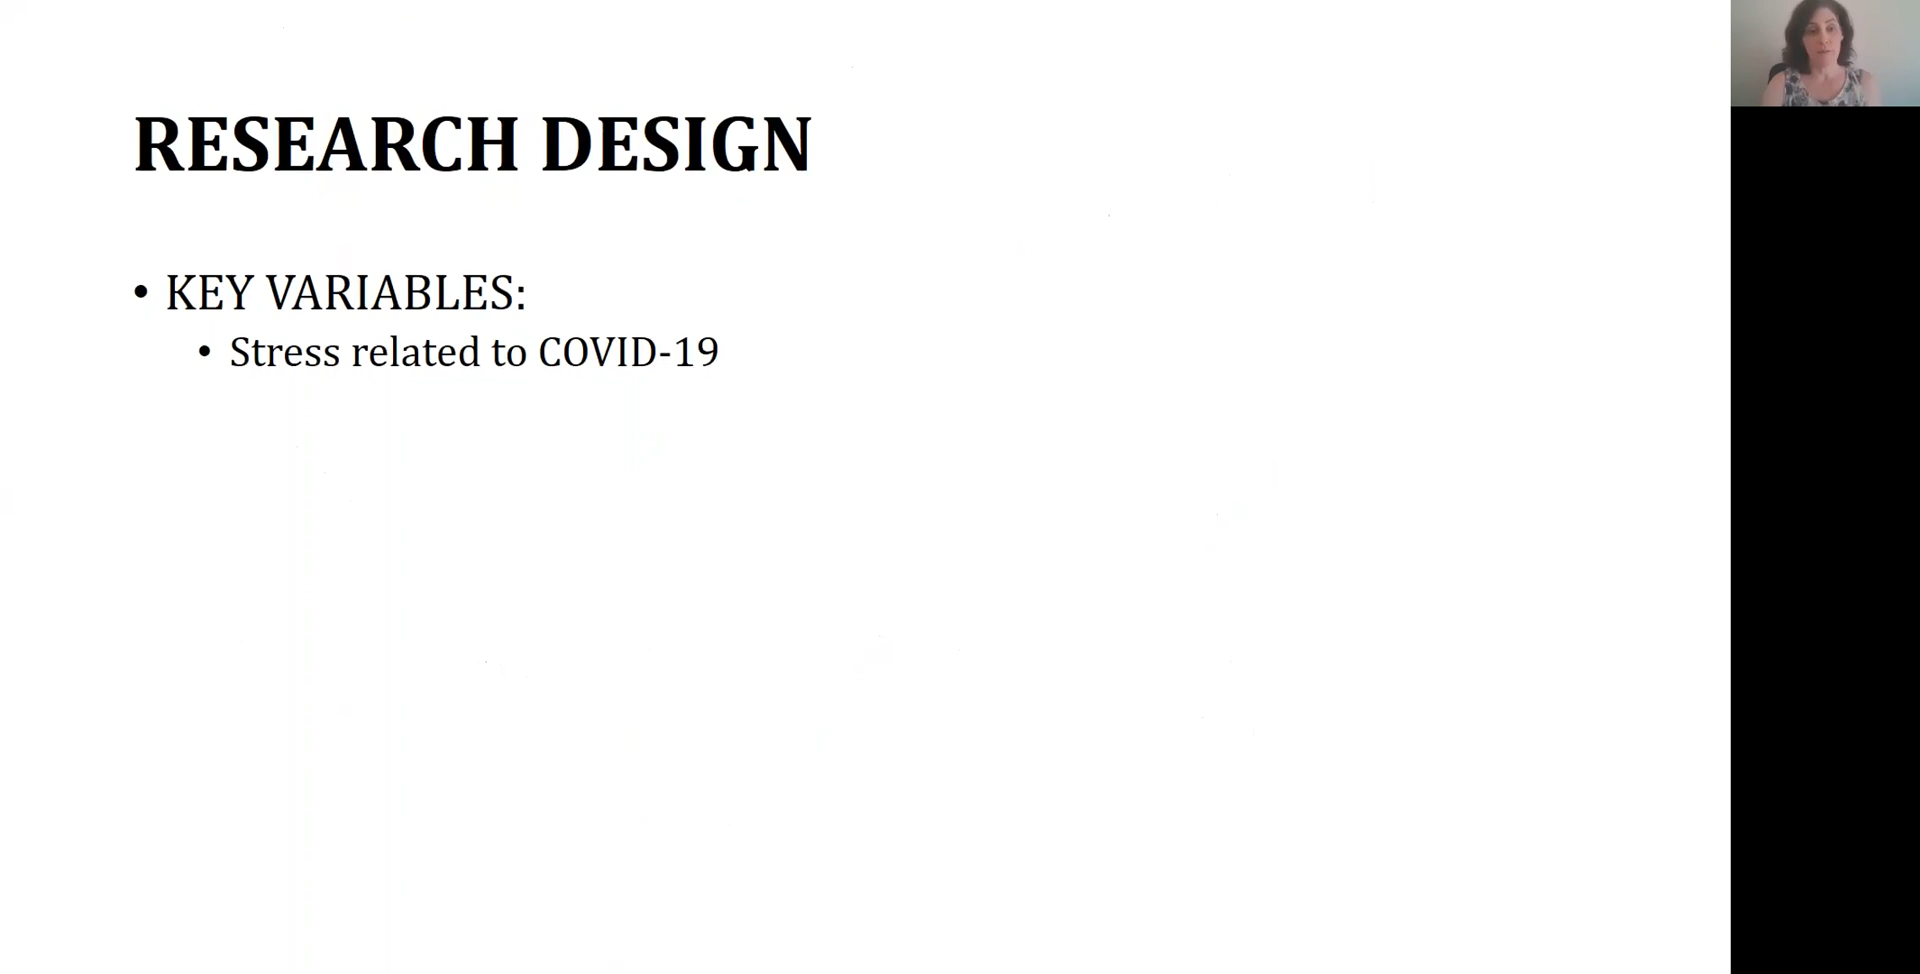 RESEARCH DESIGN
• KEY VARIABLES:
• Stress related to COVID-19